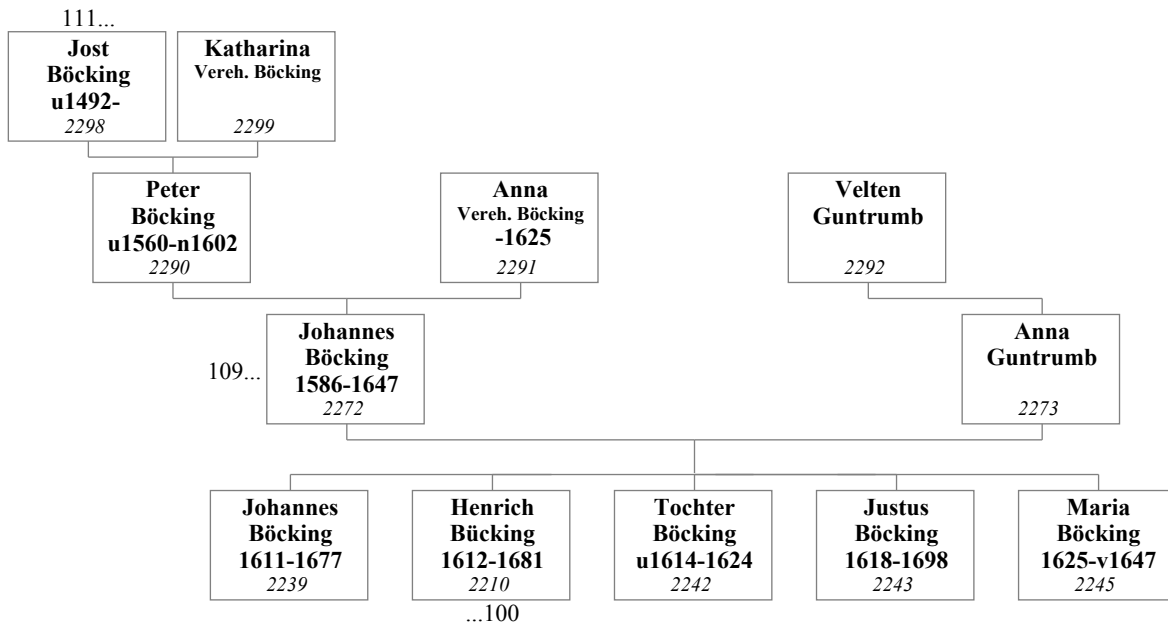 111...
Jost
Böcking
u1492-
2298
Katharina
Vereh. Böcking
2299
Peter
Böcking
u1560-n1602
2290
Anna
Vereh. Böcking
-1625
2291
Velten
Guntrumb
2292
109...
Johannes
Böcking
1586-1647
2272
Anna
Guntrumb
2273
Johannes
Böcking
1611-1677
2239
Henrich
Bücking
1612-1681
2210
...100
Tochter
Böcking
u1614-1624
2242
Justus
Böcking
1618-1698
2243
Maria
Böcking
1625-v1647
2245